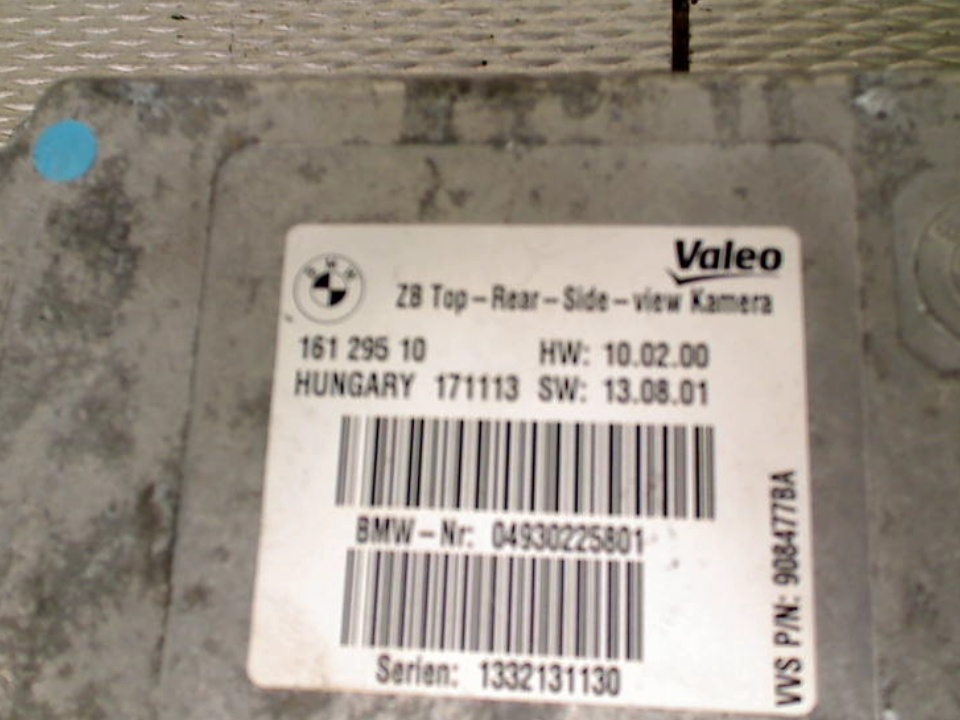 BMW
Valeo
ZB Top-Rear-Side-view Kamera
161 295 10 HW: 10.02.00
HUNGARY 171113 SW: 13.08.01
BMW-Nr: 04930225801
Serien: 1332131130
VVS P/N: 908477BA